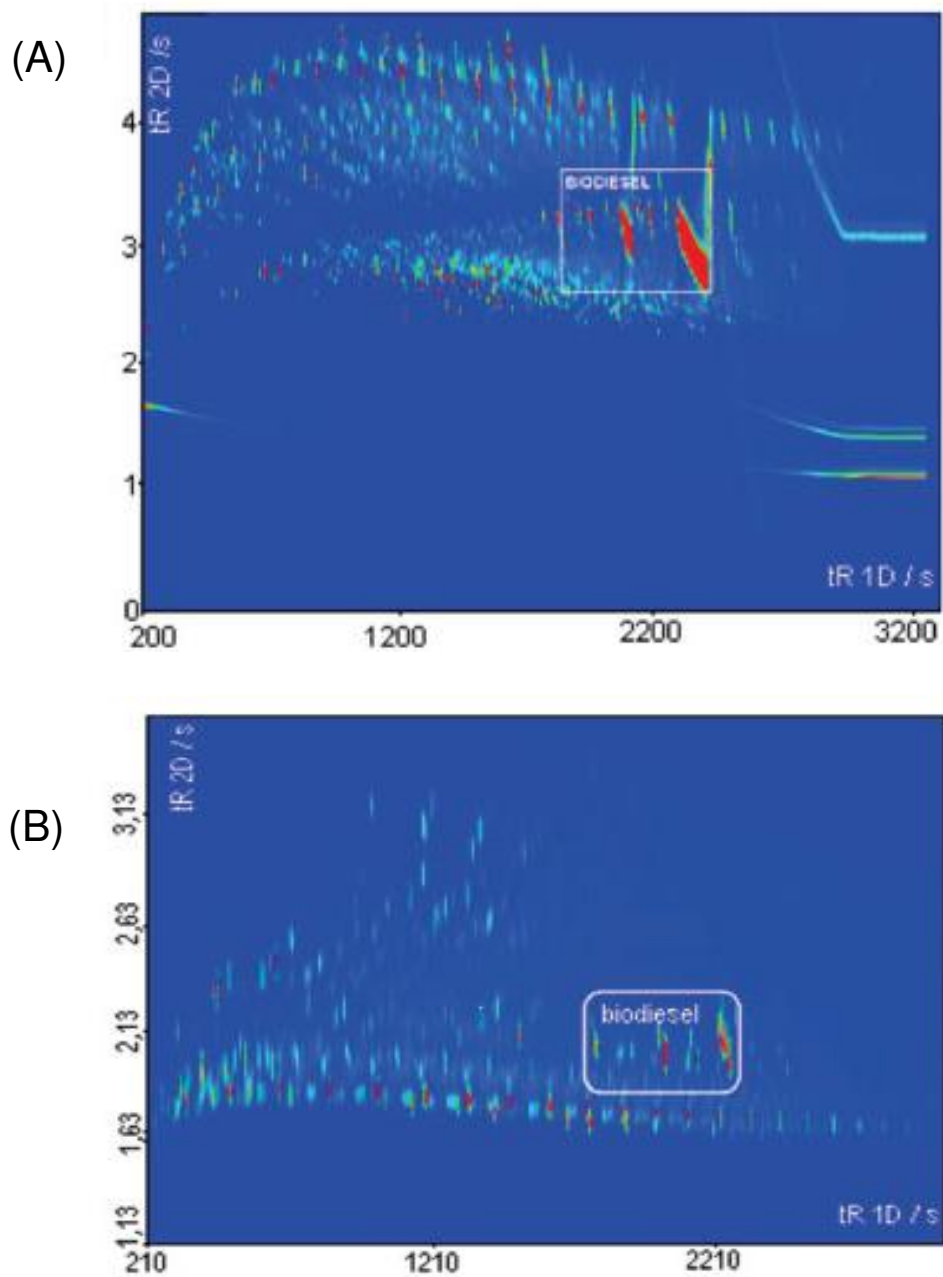 (A)
tR 2D /s
4
3
2
1
0
BIODIESEL
tR 1D / s
200 1200 2200 3200
(B)
tR 2D / s
3,13
2,63
2,13
1,63
1,13
biodiesel
tR 1D / s
210 1210 2210